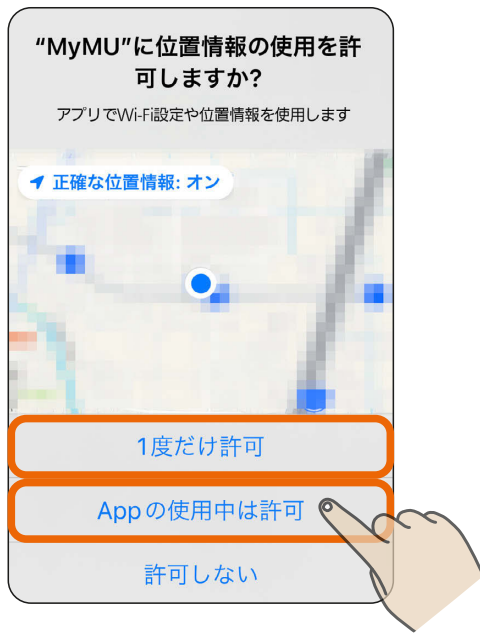 “MyMU”に位置情報の使用を許
可しますか?
アプリでWi-Fi設定や位置情報を使用します
正確な位置情報: オン
1度だけ許可
Appの使用中は許可
許可しない